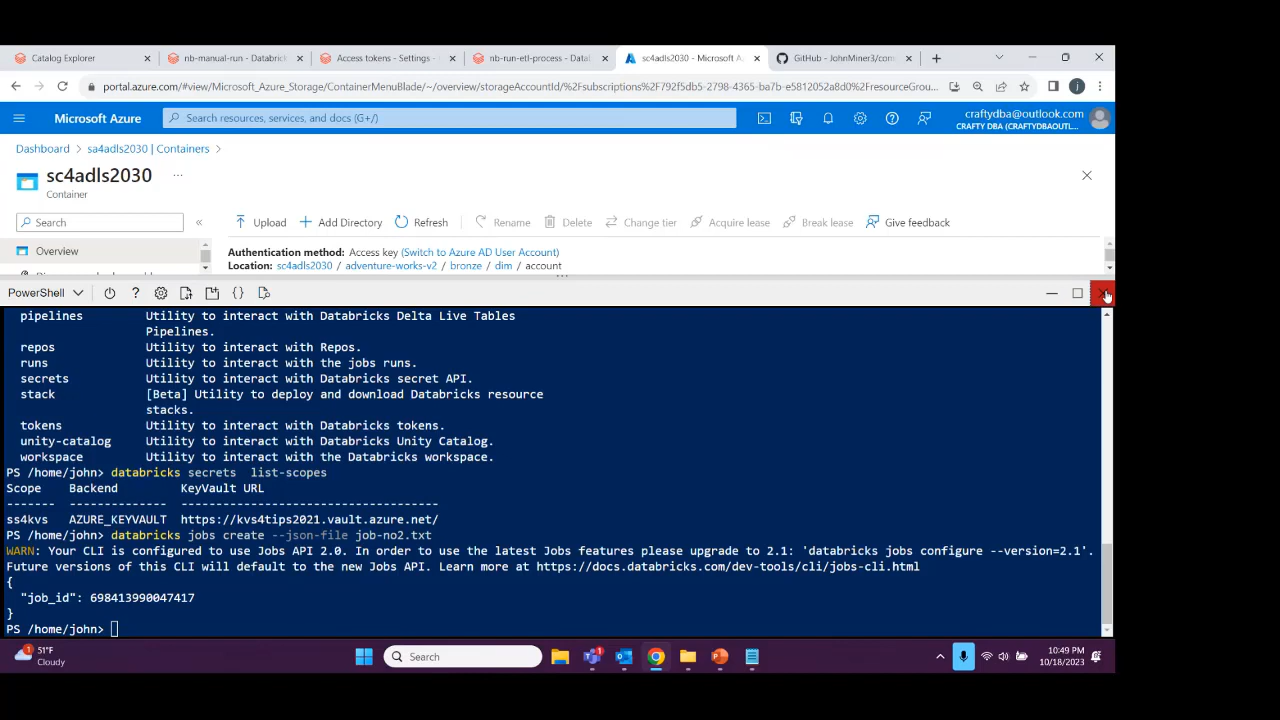 Catalog Explorer
nb-manual-run - Databric
Access tokens - Settings -
nb-run-etl-process - Data
sc4adls2030 - Microsoft A
GitHub - JohnMiner3/con
portal.azure.com/#view/Microsoft_Azure_Storage/ContainerMenuBlade/~/overview/storageAccountId/%2Fsubscriptions%2F792f5db5-2798-4365-ba7b-e5812052a8d0%2FresourceGrou...
Microsoft Azure
Search resources, services, and docs (G+/)
craftydba@outlook.com
CRAFTY DBA (CRAFTYDBAOUTL...
Dashboard > sa4adls2030 | Containers >
sc4adls2030 ...
Container
Search
Upload Add Directory Refresh Rename Delete Change tier Acquire lease Break lease Give feedback
Overview
Authentication method: Access key (Switch to Azure AD User Account)
Location: sc4adls2030 / adventure-works-v2 / bronze / dim / account
PowerShell
pipelines Utility to interact with Databricks Delta Live Tables
Pipelines.
repos Utility to interact with Repos.
runs Utility to interact with the jobs runs.
secrets Utility to interact with Databricks secret API.
stack [Beta] Utility to deploy and download Databricks resource
stacks.
tokens Utility to interact with Databricks tokens.
unity-catalog Utility to interact with Databricks Unity Catalog.
workspace Utility to interact with the Databricks workspace.
PS /home/john> databricks secrets list-scopes
Scope Backend KeyVault URL
------- -------------- -----------------------------------
ss4kvs AZURE_KEYVAULT https://kvs4tips2021.vault.azure.net/
PS /home/john> databricks jobs create --json-file job-no2.txt
WARN: Your CLI is configured to use Jobs API 2.0. In order to use the latest Jobs features please upgrade to 2.1: 'databricks jobs configure --version=2.1'.
Future versions of this CLI will default to the new Jobs API. Learn more at https://docs.databricks.com/dev-tools/cli/jobs-cli.html
{
"job_id": 698413990047417
}
PS /home/john>
1
51°F
Cloudy
Search
1
10:49 PM
10/18/2023